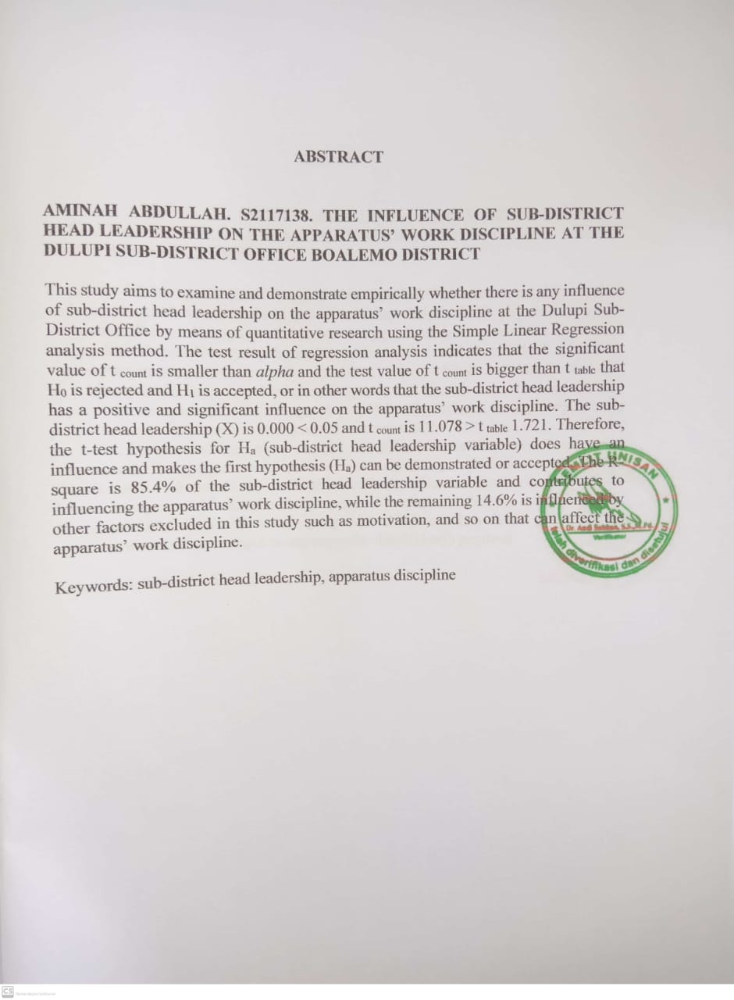 ABSTRACT
AMINAH ABDULLAH. S2117138. THE INFLUENCE OF SUB-DISTRICT
HEAD LEADERSHIP ON THE APPARATUS' WORK DISCIPLINE AT THE
DULUPI SUB-DISTRICT OFFICE BOALEMO DISTRICT
This study aims to examine and demonstrate empirically whether there is any influence
of sub-district head leadership on the apparatus' work discipline at the Dulupi Sub-
District Office by means of quantitative research using the Simple Linear Regression
analysis method. The test result of regression analysis indicates that the significant
value of t count is smaller than alpha and the test value of t count is bigger than t table that
H0 is rejected and H1 is accepted, or in other words that the sub-district head leadership
has a positive and significant influence on the apparatus' work discipline. The sub-
district head leadership (X) is 0.000 < 0.05 and t count is 11.078 > t table 1.721. Therefore,
the t-test hypothesis for Ha (sub-district head leadership variable) does have an
influence and makes the first hypothesis (Ha) can be demonstrated or accepted. The R-
square is 85.4% of the sub-district head leadership variable and contributes to
influencing the apparatus' work discipline, while the remaining 14.6% is influenced by
other factors excluded in this study such as motivation, and so on that can affect the
apparatus' work discipline.
Keywords: sub-district head leadership, apparatus discipline
UNISAN
Dr. Andi
Verifikator
telah diverifikasi dan disetujui
CS